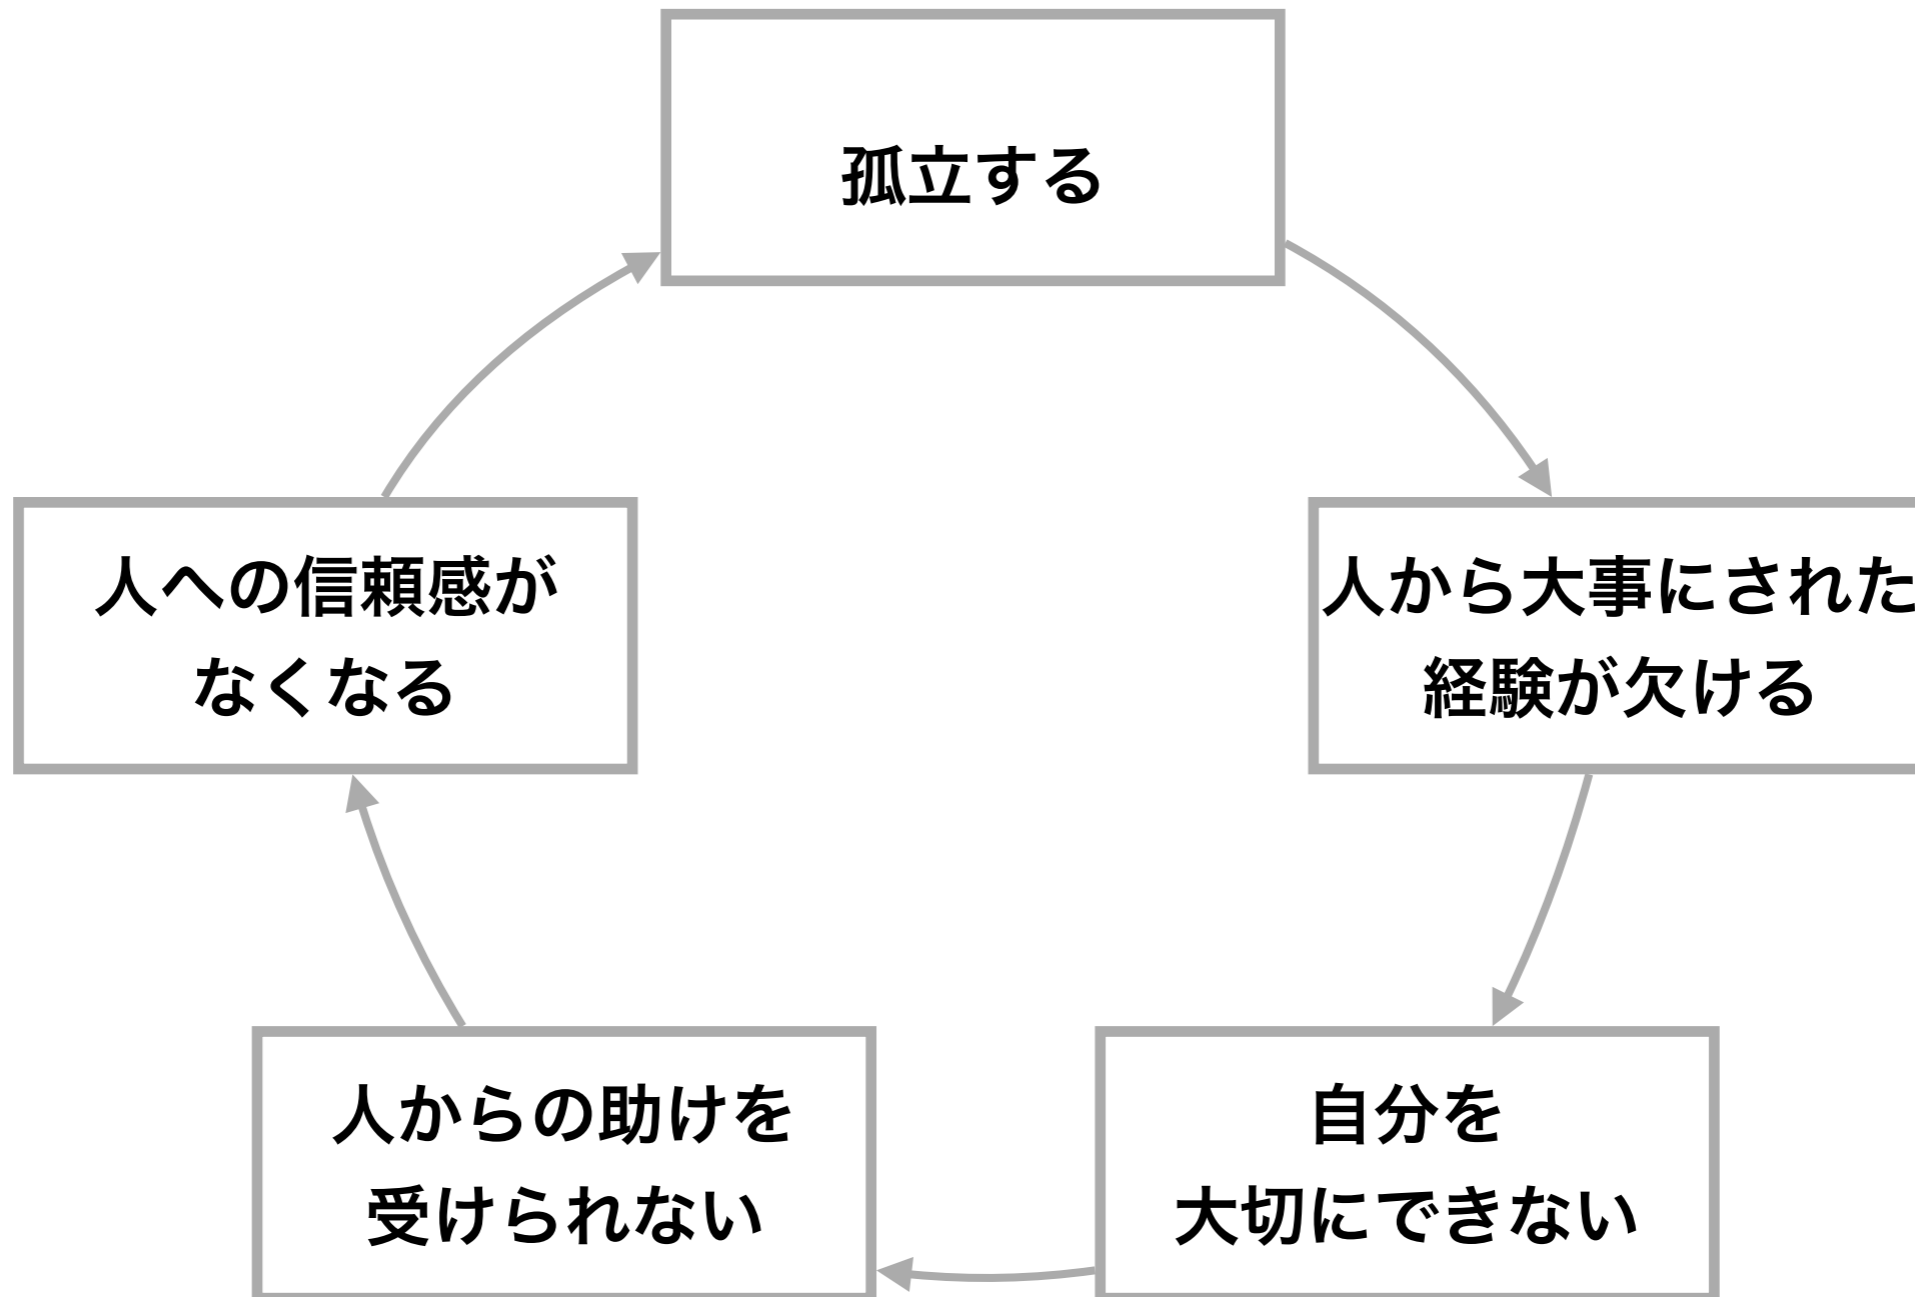 孤立する
人から大事にされた
経験が欠ける
自分を
大切にできない
人からの助けを
受けられない
人への信頼感が
なくなる